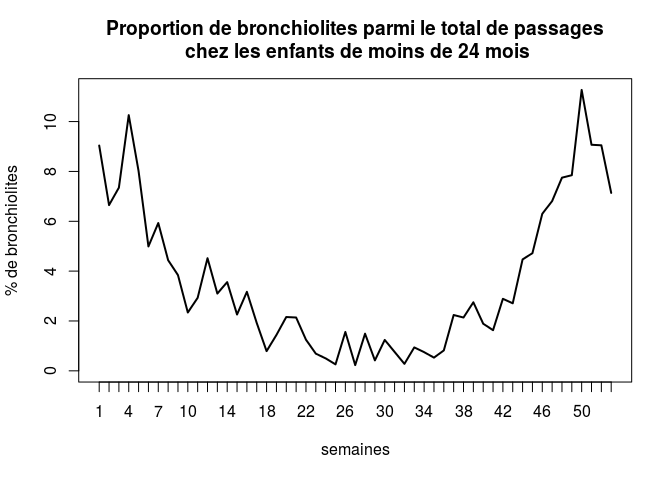 Proportion de bronchiolites parmi le total de passages
chez les enfants de moins de 24 mois
% de bronchiolites
10
8
6
4
2
0
1 4 7 10 14 18 22 26 30 34 38 42 46 50
semaines